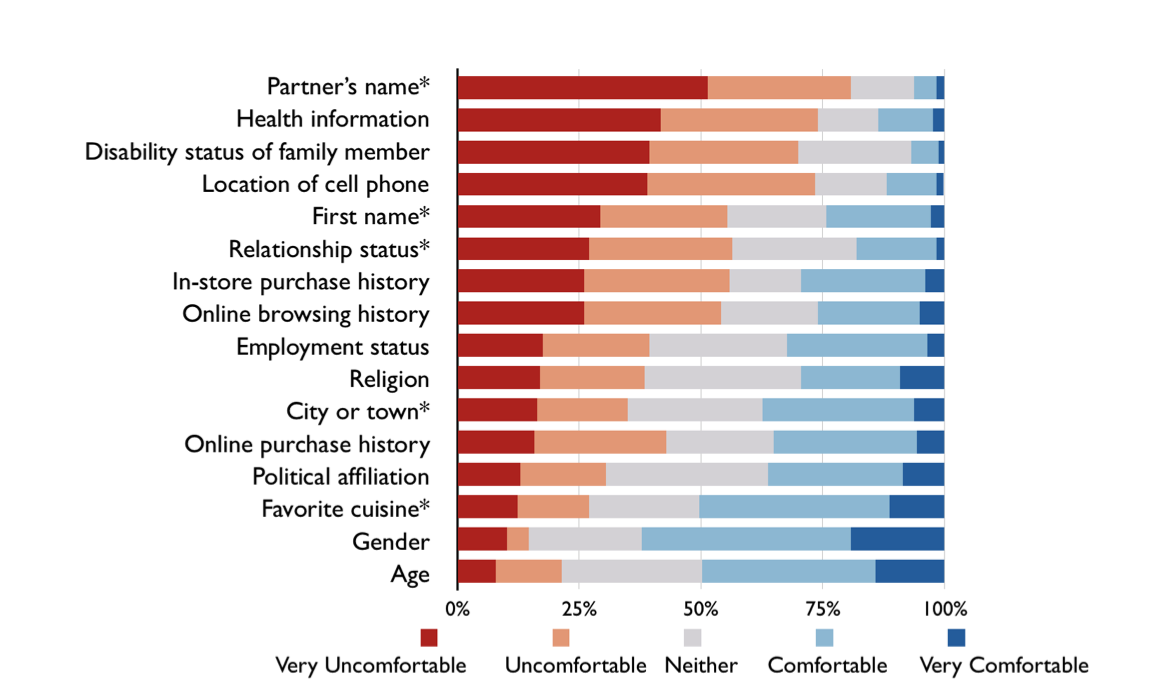 Partner’s name*
Health information
Disability status of family member
Location of cell phone
First name*
Relationship status*
In-store purchase history
Online browsing history
Employment status
Religion
City or town*
Online purchase history
Political affiliation
Favorite cuisine*
Gender
Age
0% 25% 50% 75% 100%
Very Uncomfortable Uncomfortable Neither Comfortable Very Comfortable